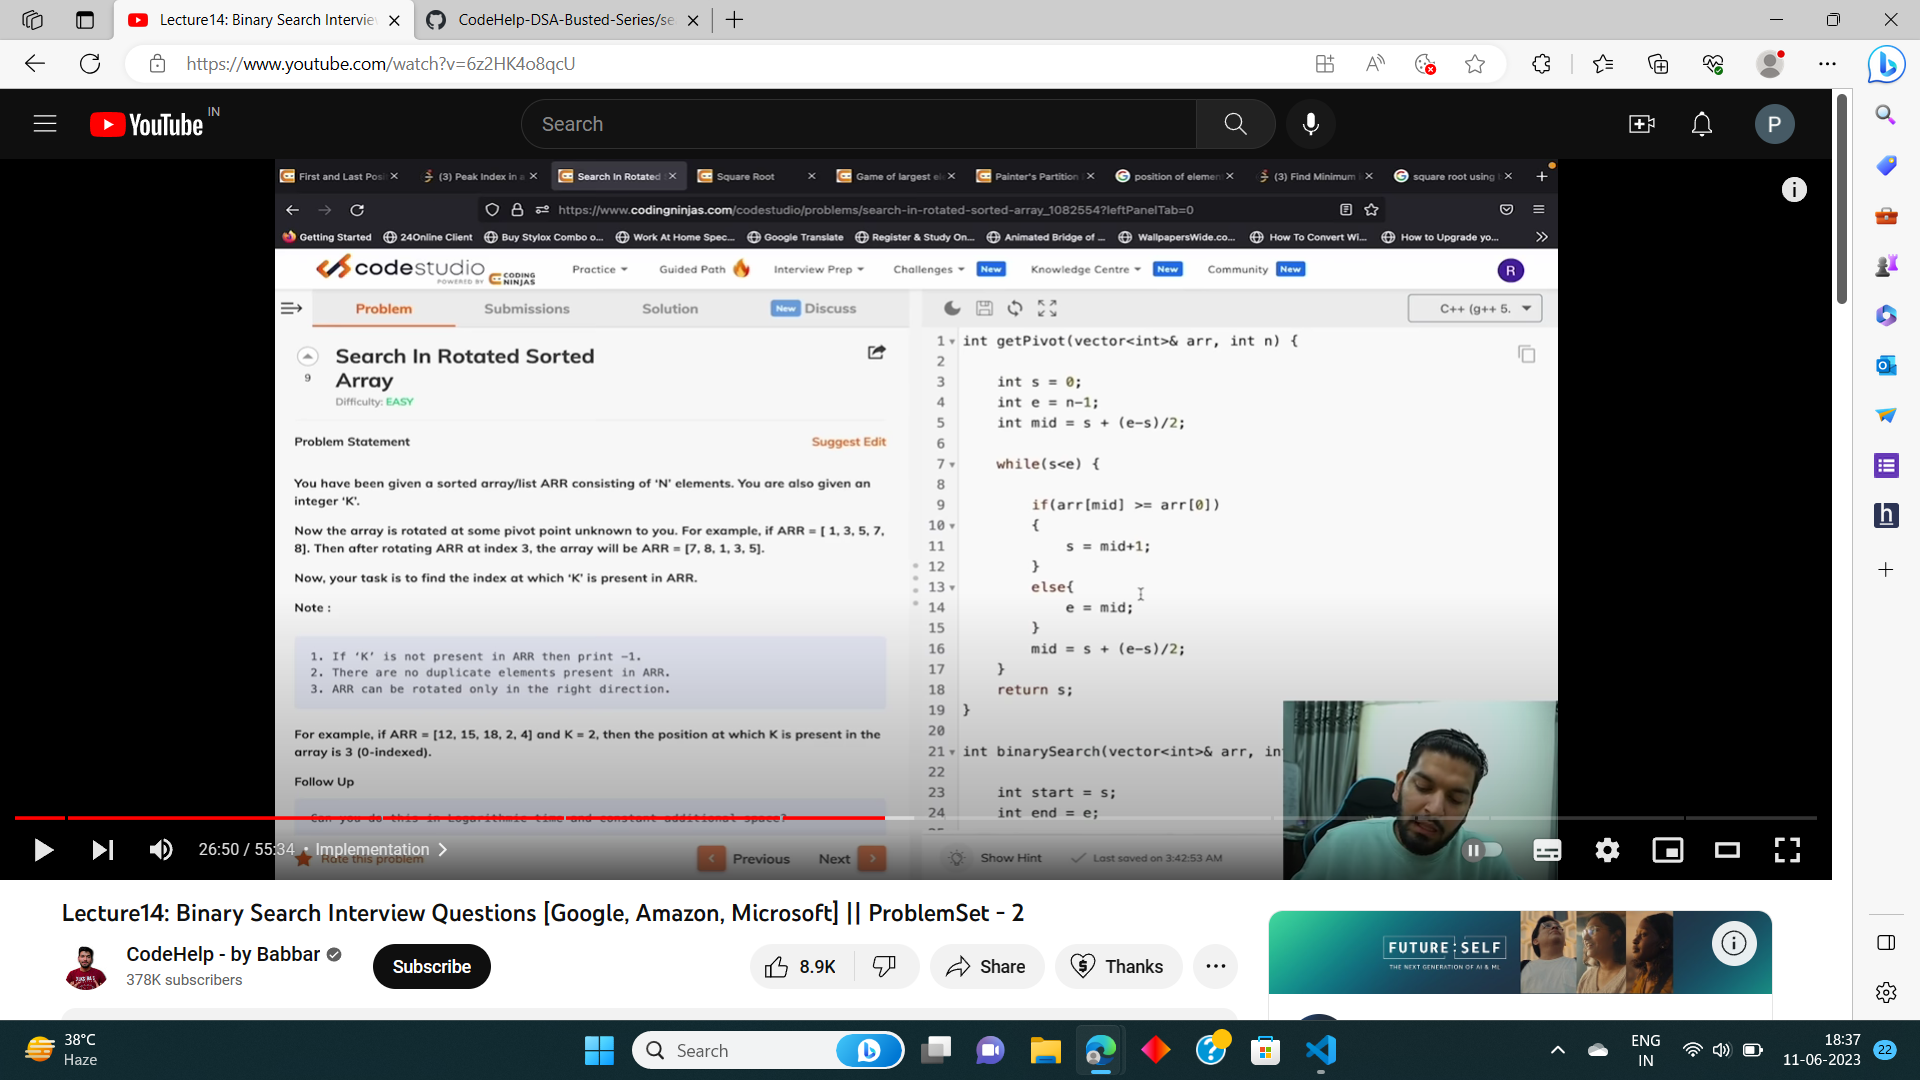 Lecture14: Binary Search Intervie
CodeHelp-DSA-Busted-Series/se
https://www.youtube.com/watch?v=6z2HK4o8qcU
YouTube IN
Search
P
First and Last Pos
(3) Peak Index in a
Search In Rotated
Square Root
Game of largest el
Painter's Partition
position of elemen
(3) Find Minimum
square root using b
https://www.codingninjas.com/codestudio/problems/search-in-rotated-sorted-array_1082554?leftPanelTab=0
Getting Started
24Online Client
Buy Stylox Combo o...
Work At Home Spec...
Google Translate
Register & Study On...
Animated Bridge of ...
WallpapersWide.co...
How To Convert Wi...
How to Upgrade yo...
codestudio
POWERED BY CODING NINJAS
Practice
Guided Path
Interview Prep
Challenges New
Knowledge Centre New
Community New
R
Problem
Submissions
Solution
New Discuss
C++ (g++ 5.
Search In Rotated Sorted
Array
9
Difficulty: EASY
Problem Statement
Suggest Edit
You have been given a sorted array/list ARR consisting of ‘N’ elements. You are also given an
integer ‘K’.
Now the array is rotated at some pivot point unknown to you. For example, if ARR = [ 1, 3, 5, 7,
8]. Then after rotating ARR at index 3, the array will be ARR = [7, 8, 1, 3, 5].
Now, your task is to find the index at which ‘K’ is present in ARR.
Note :
1. If ‘K’ is not present in ARR then print -1.
2. There are no duplicate elements present in ARR.
3. ARR can be rotated only in the right direction.
For example, if ARR = [12, 15, 18, 2, 4] and K = 2, then the position at which K is present in the
array is 3 (0-indexed).
Follow Up
Can you do this in Logarithmic time and constant additional space?
Rate this problem
Previous
Next
1 int getPivot(vector<int>& arr, int n) {
2
3 int s = 0;
4 int e = n-1;
5 int mid = s + (e-s)/2;
6
7 while(s<e) {
8
9 if(arr[mid] >= arr[0])
10 {
11 s = mid+1;
12 }
13 else{
14 e = mid;
15 }
16 mid = s + (e-s)/2;
17 }
18 return s;
19 }
20
21 int binarySearch(vector<int>& arr, in
22
23 int start = s;
24 int end = e;
Show Hint
Last saved on 3:42:53 AM
26:50 / 55:34 • Implementation
Lecture14: Binary Search Interview Questions [Google, Amazon, Microsoft] || ProblemSet - 2
CodeHelp - by Babbar
378K subscribers
Subscribe
8.9K
Share
Thanks
FUTURE:SELF
THE NEXT GENERATION OF AI & ML
38°C
Haze
Search
ENG
IN
18:37
11-06-2023
22